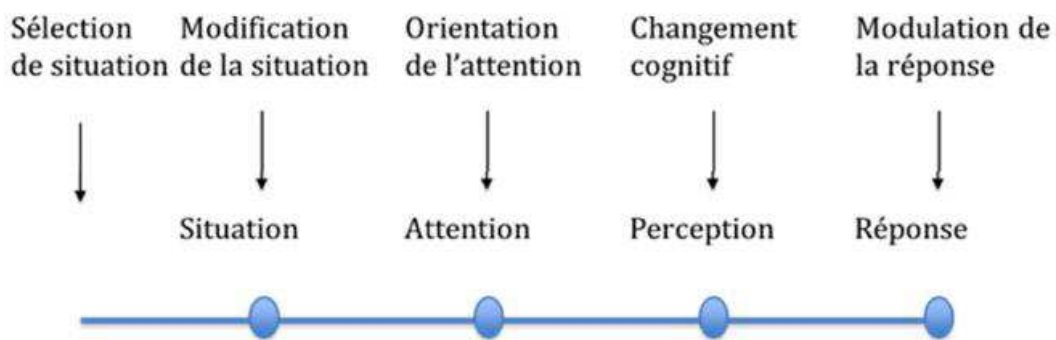 Sélection
de situation
Modification
de la situation
Orientation
de l'attention
Changement
cognitif
Modulation de
la réponse
Situation
Attention
Perception
Réponse